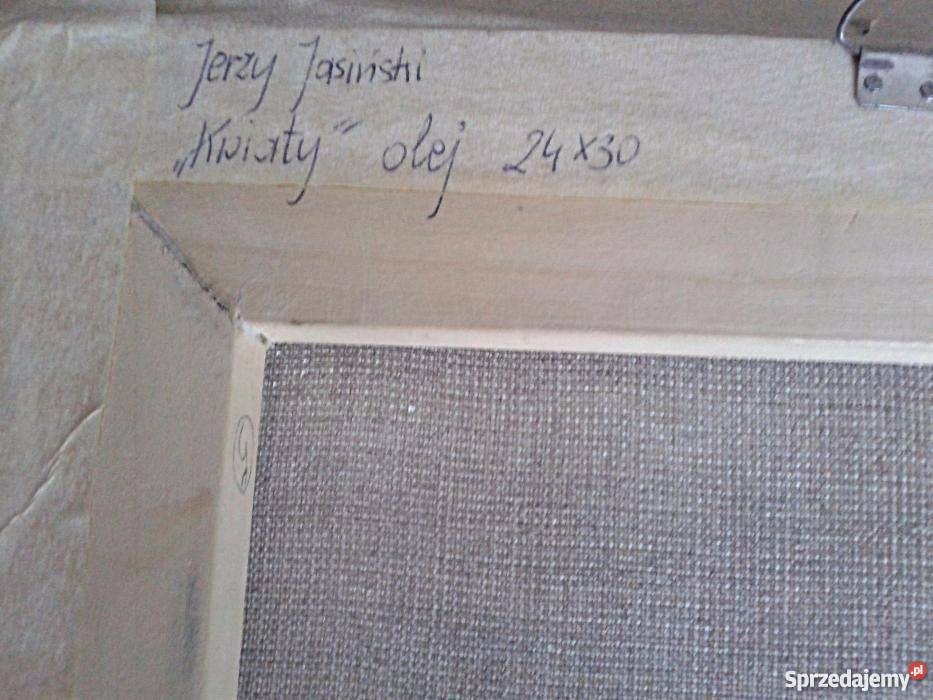 Jerzy Jasiński
„Kwiaty” olej 24x30
Sprzedajemy.pl